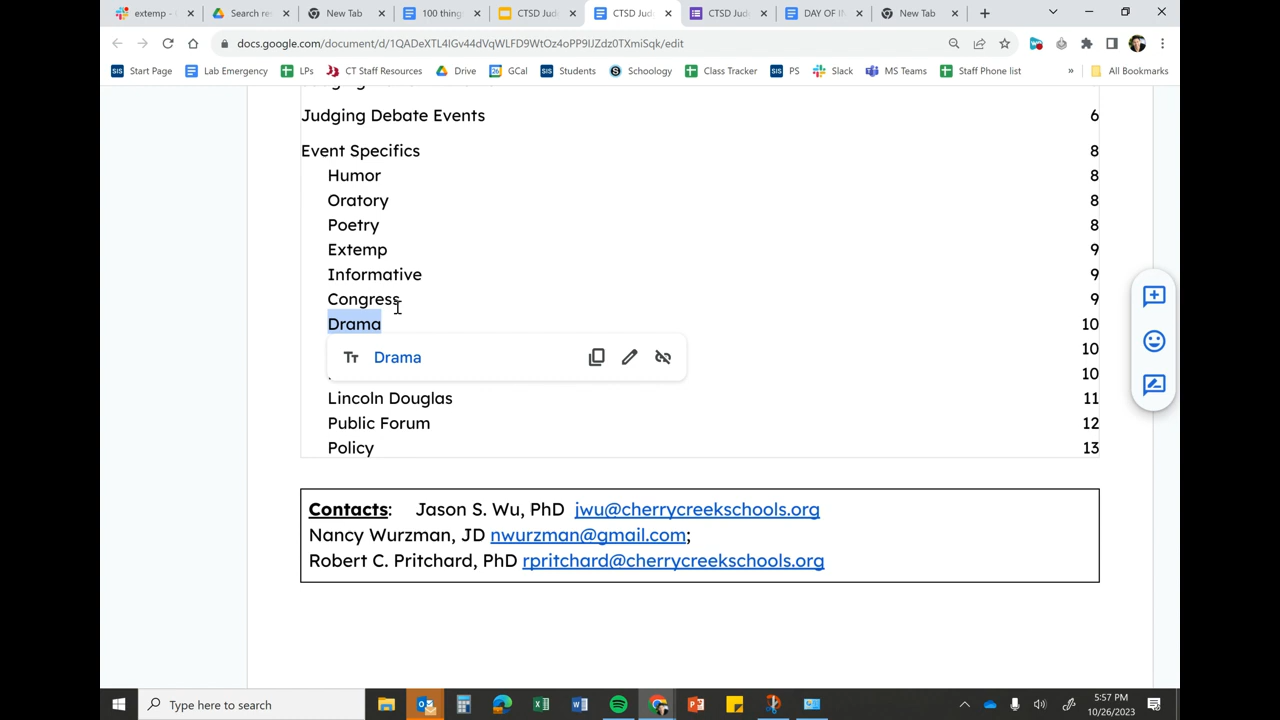 extemp -
Search re
New Tab
100 thing
CTSD Jud
CTSD Jud
CTSD Jud
DAY OF I
New Tab
docs.google.com/document/d/1QADeXTL4IGv44dVqWLFD9WtOz4oPP9IJZdz0TXmiSqk/edit
Start Page
Lab Emergency
LPs
CT Staff Resources
Drive
GCal
Students
Schoology
Class Tracker
PS
Slack
MS Teams
Staff Phone list
»
All Bookmarks
Judging Debate Events 6
Event Specifics 8
Humor 8
Oratory 8
Poetry 8
Extemp 9
Informative 9
Congress 9
Drama 10
Tt Drama
10
10
Lincoln Douglas 11
Public Forum 12
Policy 13
Contacts: Jason S. Wu, PhD jwu@cherrycreekschools.org
Nancy Wurzman, JD nwurzman@gmail.com;
Robert C. Pritchard, PhD rpritchard@cherrycreekschools.org
Type here to search
5:57 PM
10/26/2023